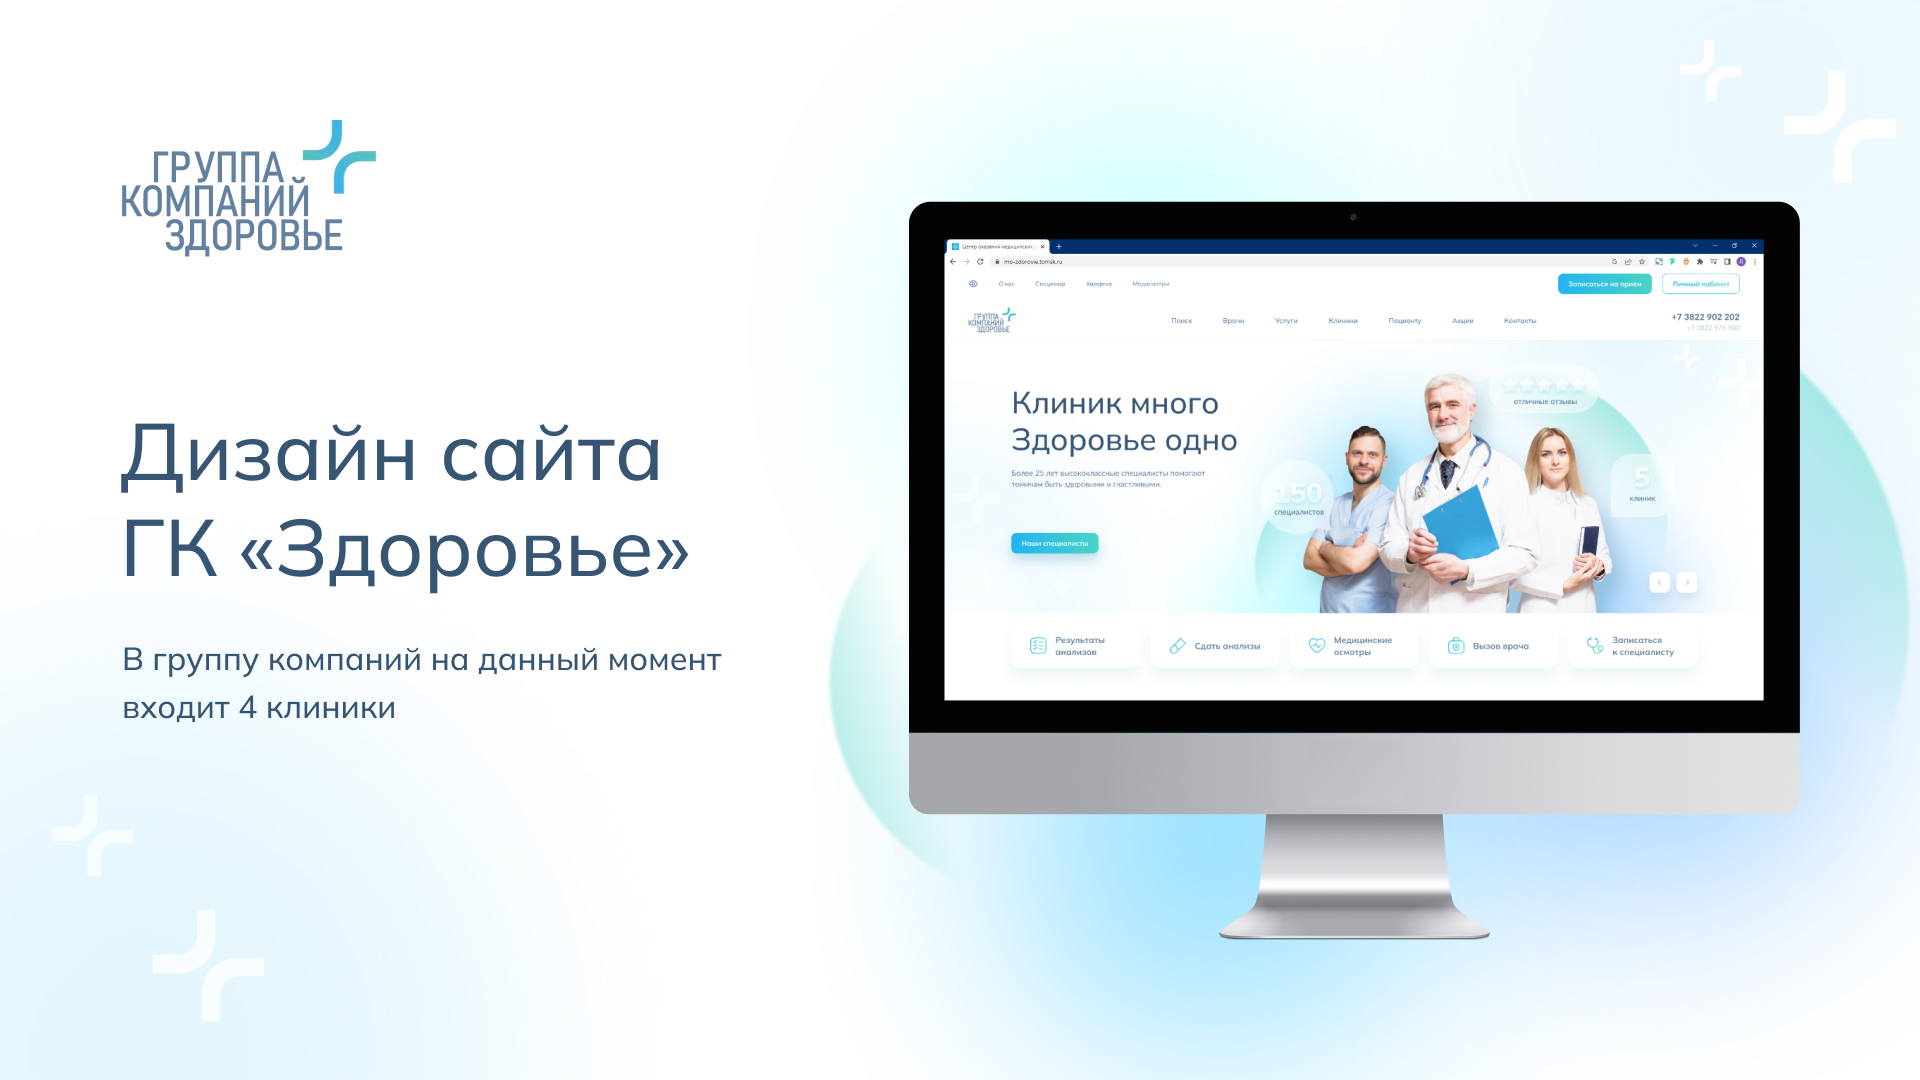 ГРУППА
КОМПАНИЙ
ЗДОРОВЬЕ
Дизайн сайта
ГК «Здоровье»
В группу компаний на данный момент
входит 4 клиники
Центр оказания медицинских
mo-zdorovie.tomsk.ru
О нас Стационар Хирургия Медосмотры
Записаться на прием Личный кабинет
ГРУППА
КОМПАНИЙ
ЗДОРОВЬЕ
Поиск Врачи Услуги Клиники Пациенту Акции Контакты
+7 3822 902 202
+7 3822 975 500
Клиник много
Здоровье одно
Более 25 лет высококлассные специалисты помогают
томичам быть здоровыми и счастливыми.
Наши специалисты
отличные отзывы
150
специалистов
5
клиник
Результаты
анализов
Сдать анализы
Медицинские
осмотры
Вызов врача
Записаться
к специалисту